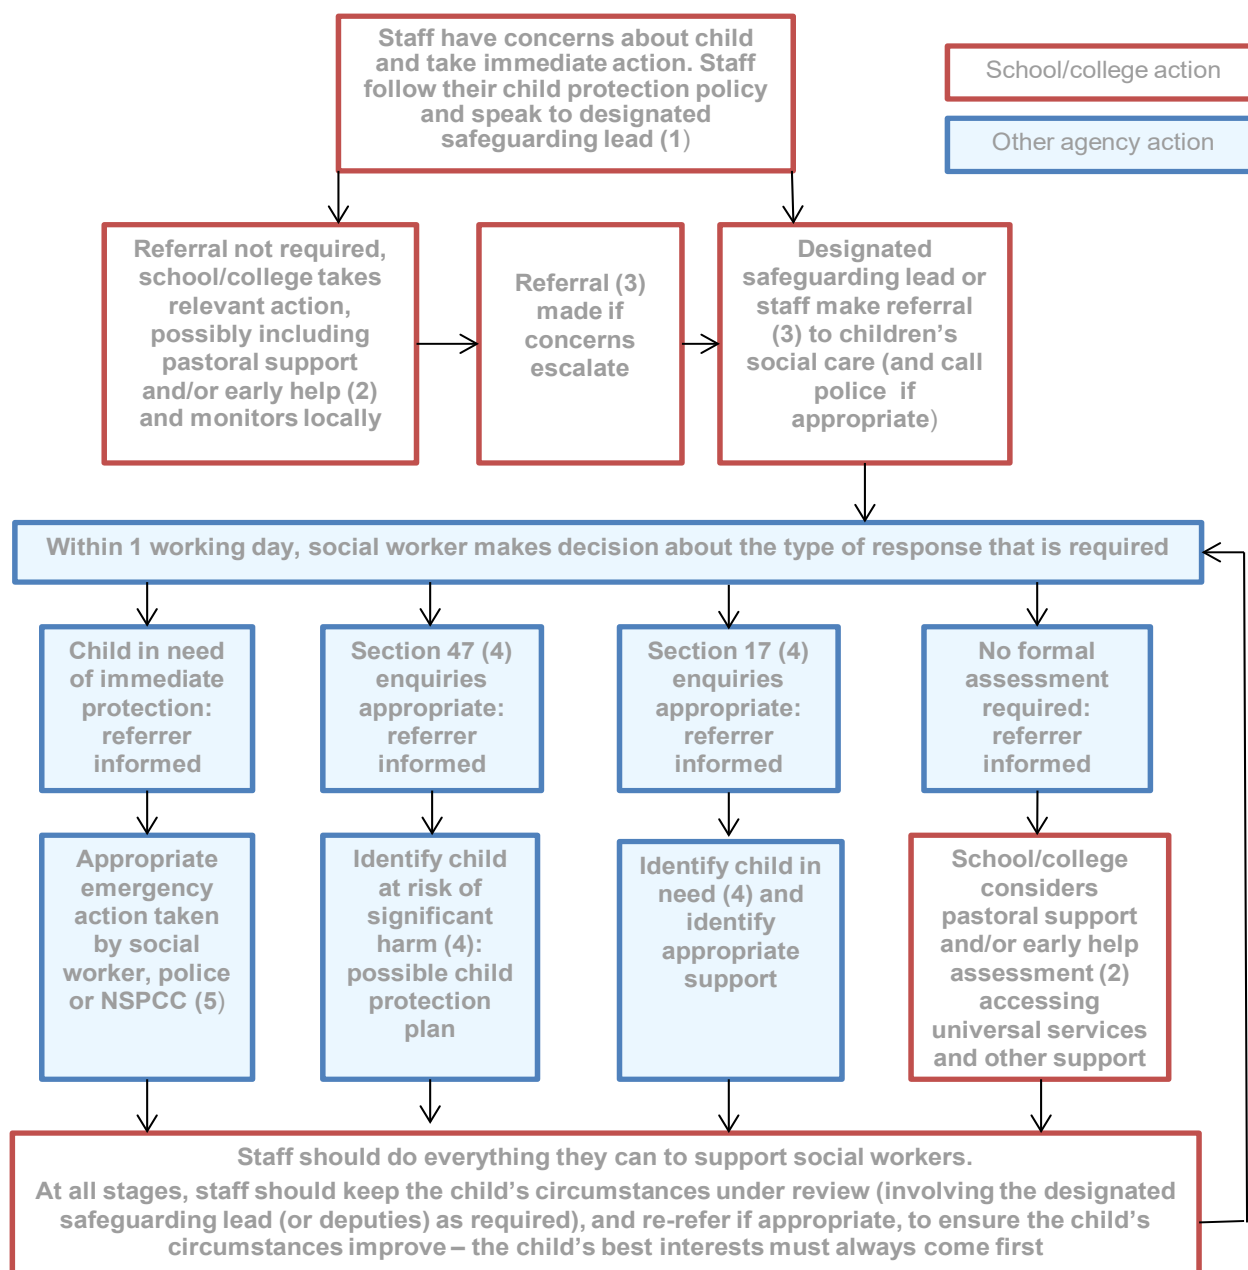 Staff have concerns about child
and take immediate action. Staff
follow their child protection policy
and speak to designated
safeguarding lead (1)
School/college action
Other agency action
Referral not required,
school/college takes
relevant action,
possibly including
pastoral support
and/or early help (2)
and monitors locally
Referral (3)
made if
concerns
escalate
Designated
safeguarding lead or
staff make referral
(3) to children’s
social care (and call
police if
appropriate)
Within 1 working day, social worker makes decision about the type of response that is required
Child in need
of immediate
protection:
referrer
informed
Section 47 (4)
enquiries
appropriate:
referrer
informed
Section 17 (4)
enquiries
appropriate:
referrer
informed
No formal
assessment
required:
referrer
informed
Appropriate
emergency
action taken
by social
worker, police
or NSPCC (5)
Identify child
at risk of
significant
harm (4):
possible child
protection
plan
Identify child in
need (4) and
identify
appropriate
support
School/college
considers
pastoral support
and/or early help
assessment (2)
accessing
universal services
and other support
Staff should do everything they can to support social workers.
At all stages, staff should keep the child’s circumstances under review (involving the designated
safeguarding lead (or deputies) as required), and re-refer if appropriate, to ensure the child’s
circumstances improve – the child’s best interests must always come first